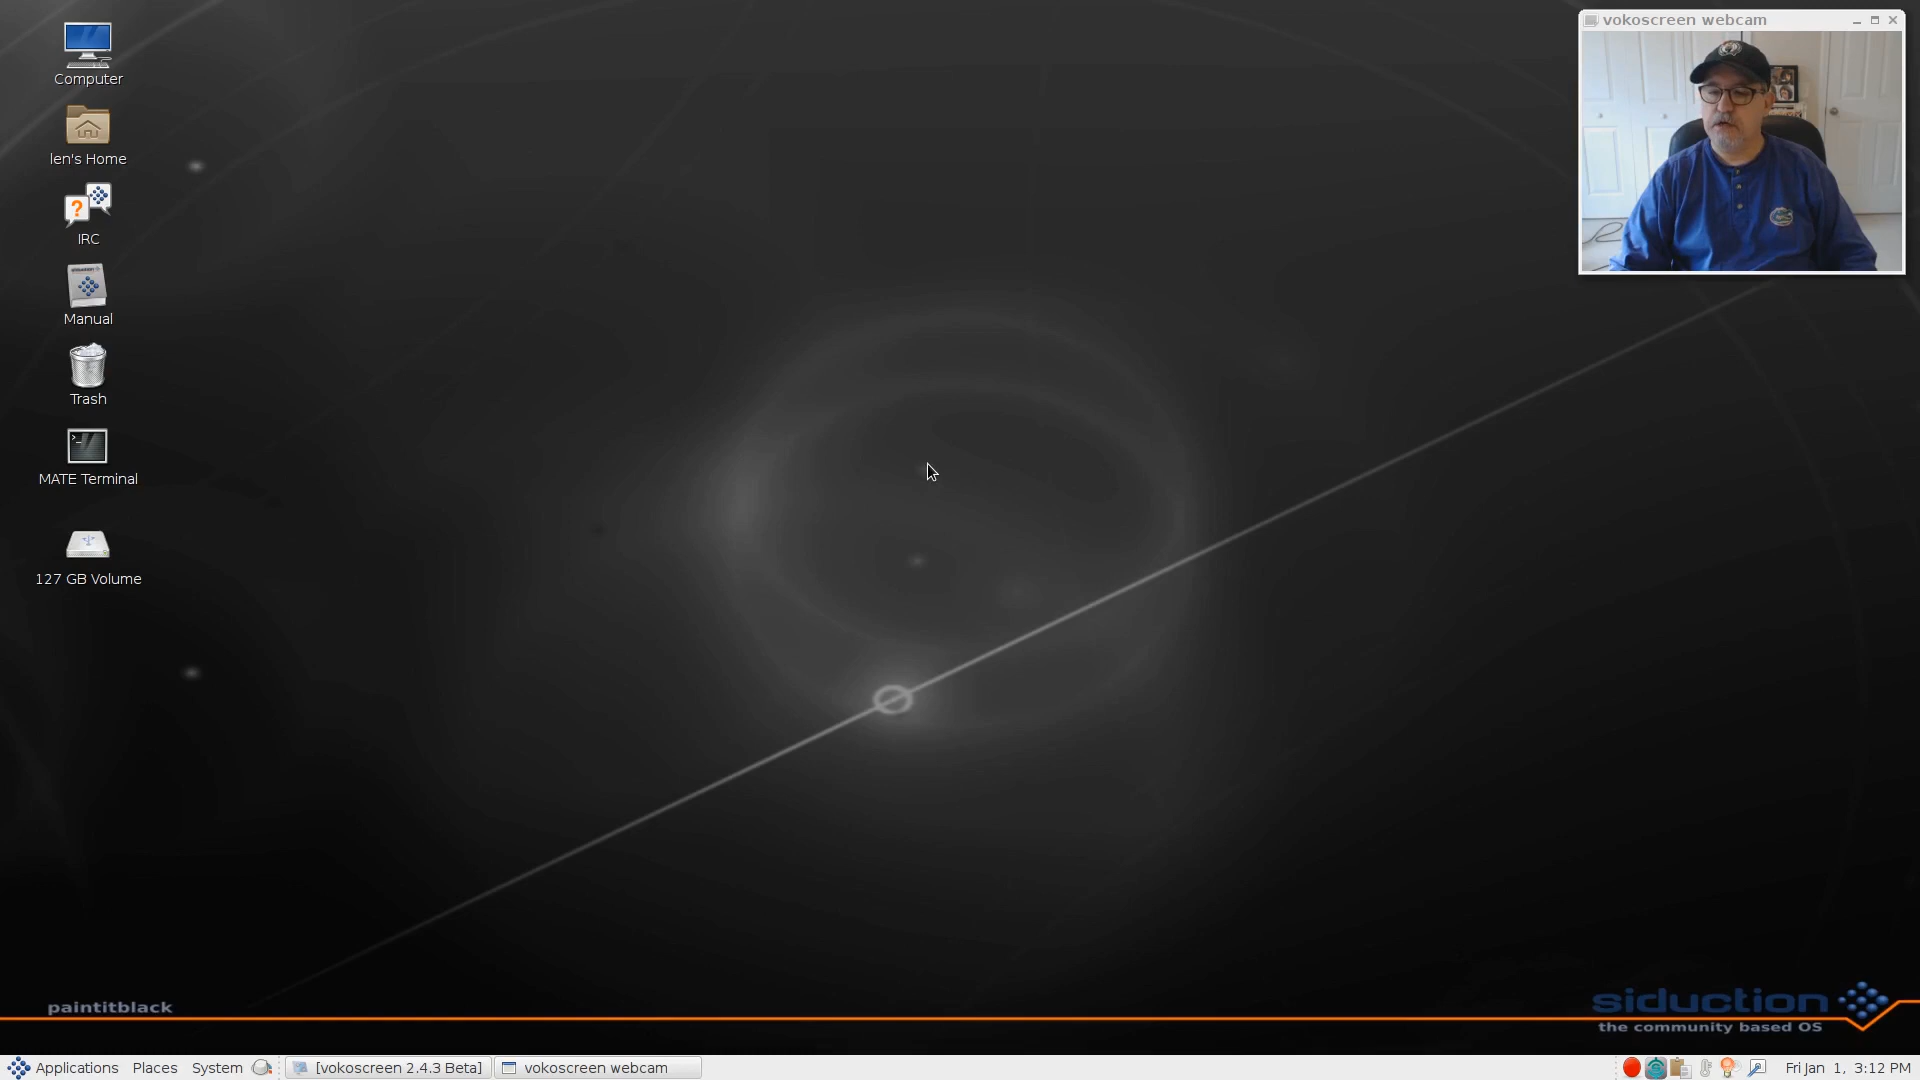 vokoscreen webcam
Computer
len's Home
IRC
Manual
Trash
MATE Terminal
127 GB Volume
paintitblack
siduction
the community based OS
Applications Places System [vokoscreen 2.4.3 Beta] vokoscreen webcam Fri Jan 1, 3:12 PM